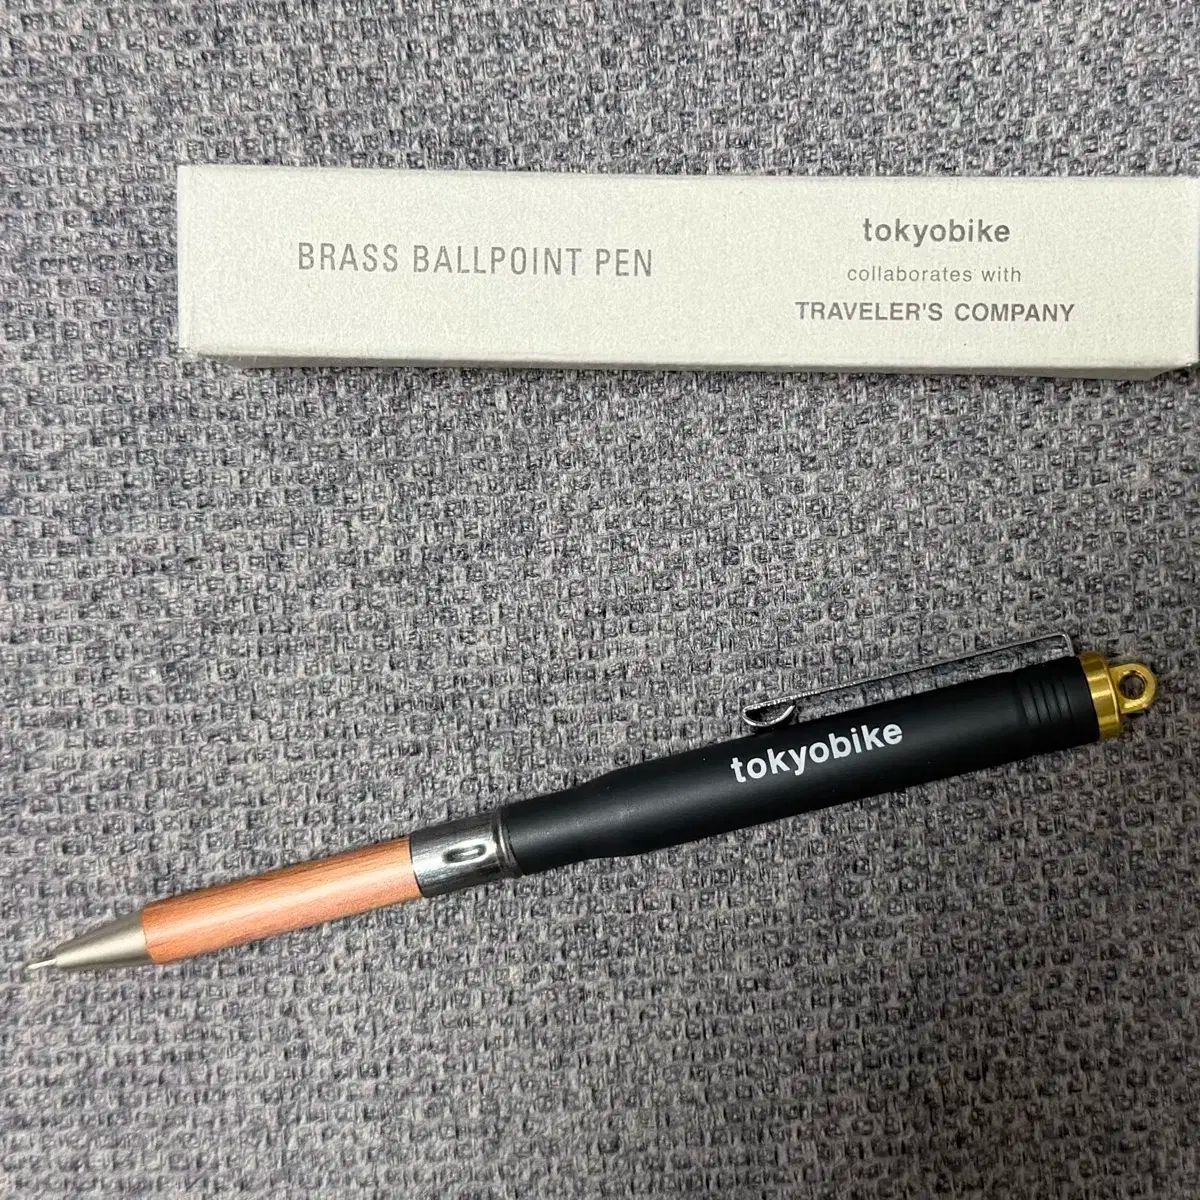 BRASS BALLPOINT PEN
tokyobike
collaborates with
TRAVELER'S COMPANY
tokyobike